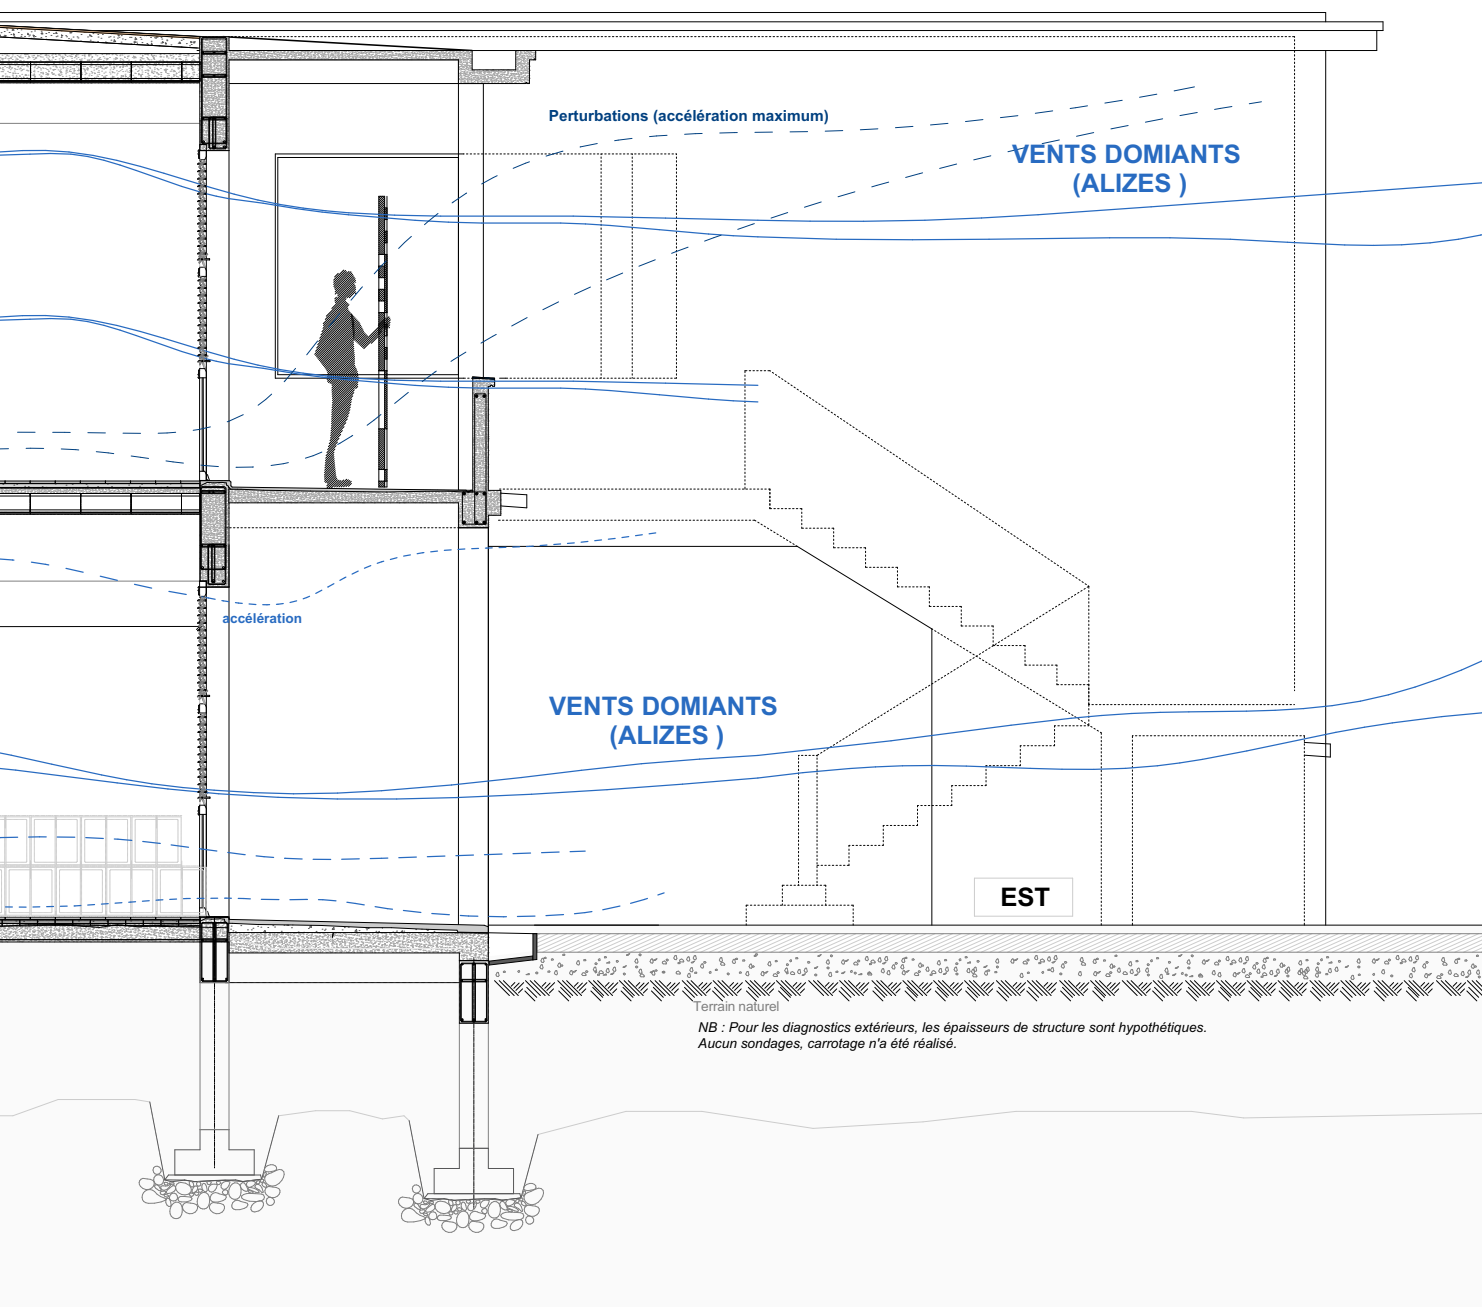 Perturbations (accélération maximum)
VENTS DOMIANTS
(ALIZES )
accélération
VENTS DOMIANTS
(ALIZES )
EST
Terrain naturel
NB : Pour les diagnostics extérieurs, les épaisseurs de structure sont hypothétiques.
Aucun sondages, carrotage n'a été réalisé.